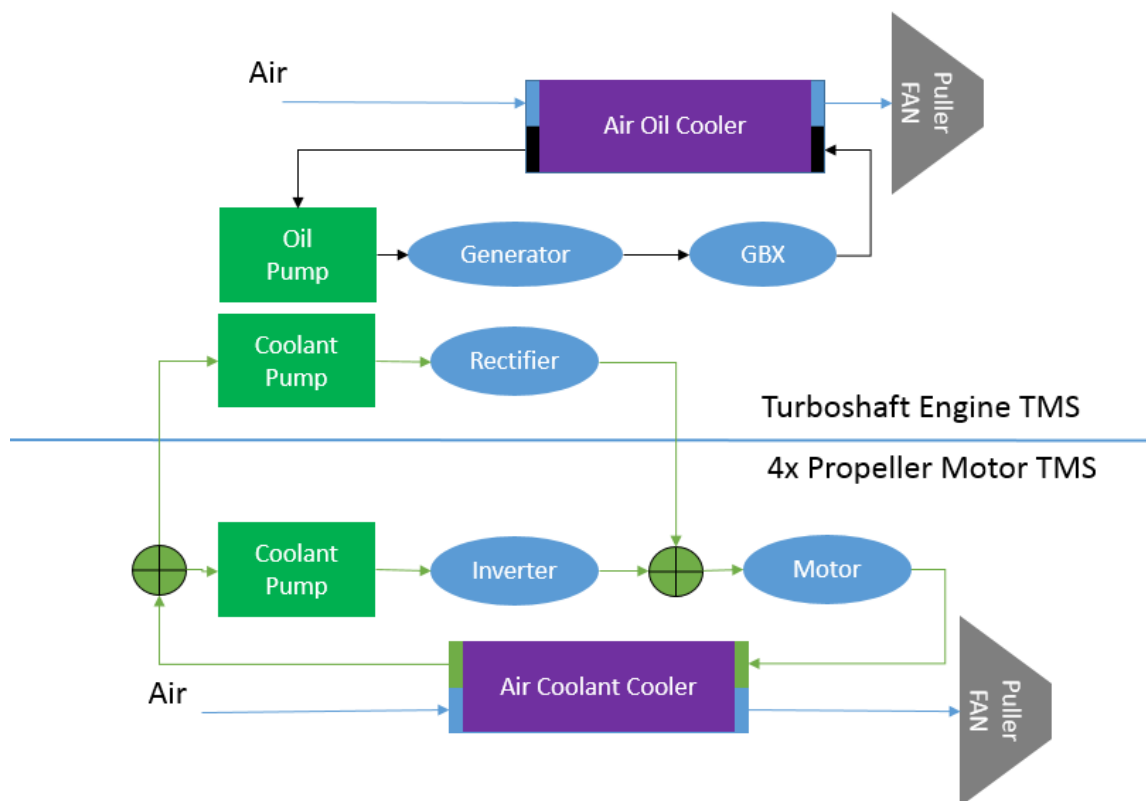 Air
Air Oil Cooler
Puller
FAN
Oil
Pump
Generator
GBX
Coolant
Pump
Rectifier
Turboshaft Engine TMS
4x Propeller Motor TMS
Coolant
Pump
Inverter
Motor
Air
Air Coolant Cooler
Puller
FAN